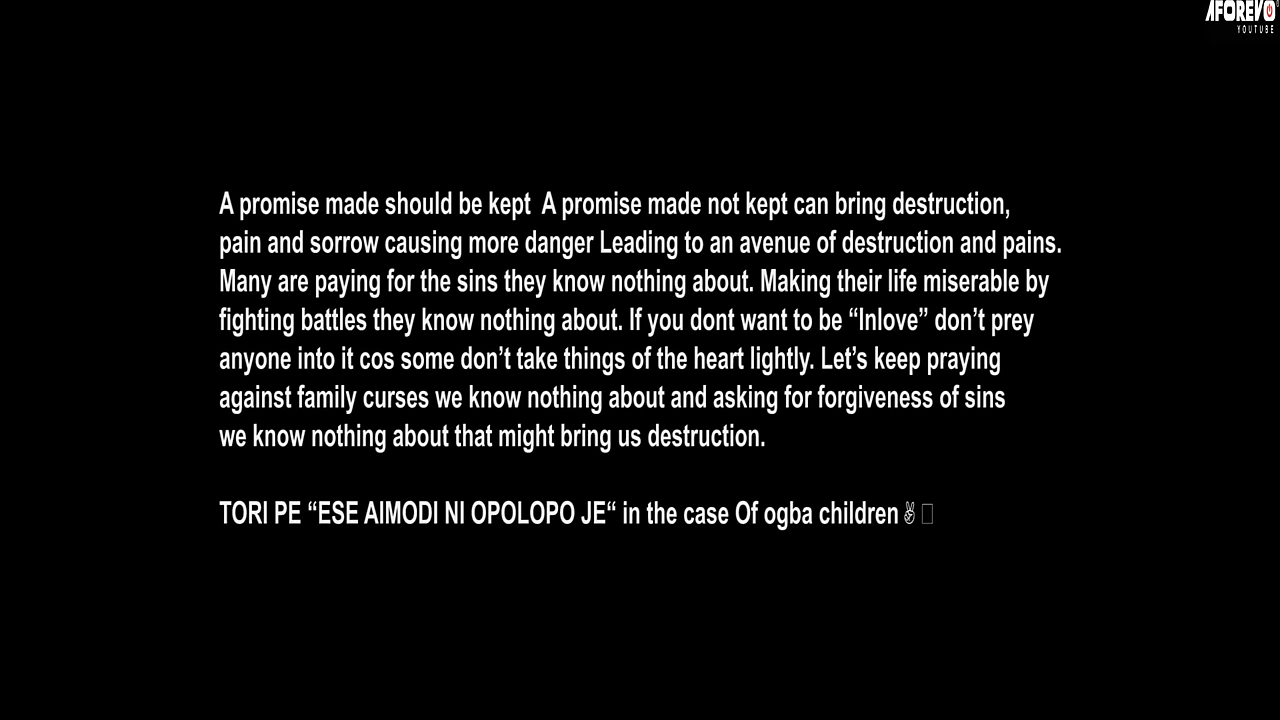 AFOREVO
YOUTUBE
A promise made should be kept  A promise made not kept can bring destruction,
pain and sorrow causing more danger Leading to an avenue of destruction and pains.
Many are paying for the sins they know nothing about. Making their life miserable by
fighting battles they know nothing about. If you dont want to be “Inlove” don’t prey
anyone into it cos some don’t take things of the heart lightly. Let’s keep praying
against family curses we know nothing about and asking for forgiveness of sins
we know nothing about that might bring us destruction.
TORI PE “ESE AIMODI NI OPOLOPO JE“ in the case Of ogba children ✌